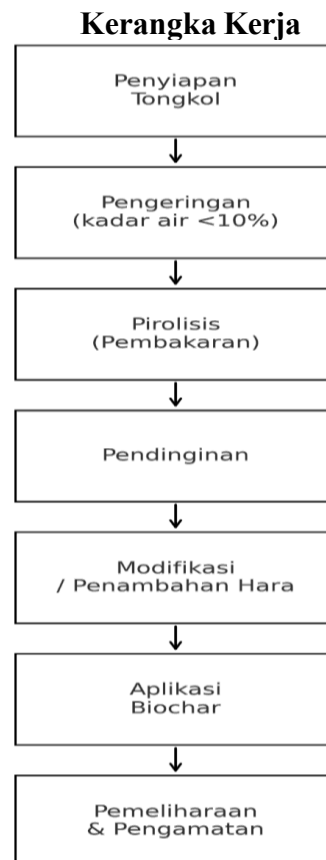 Kerangka Kerja
Penyiapan
Tongkol
Pengeringan
(kadar air <10%)
Pirolisis
(Pembakaran)
Pendinginan
Modifikasi
/ Penambahan Hara
Aplikasi
Biochar
Pemeliharaan
& Pengamatan